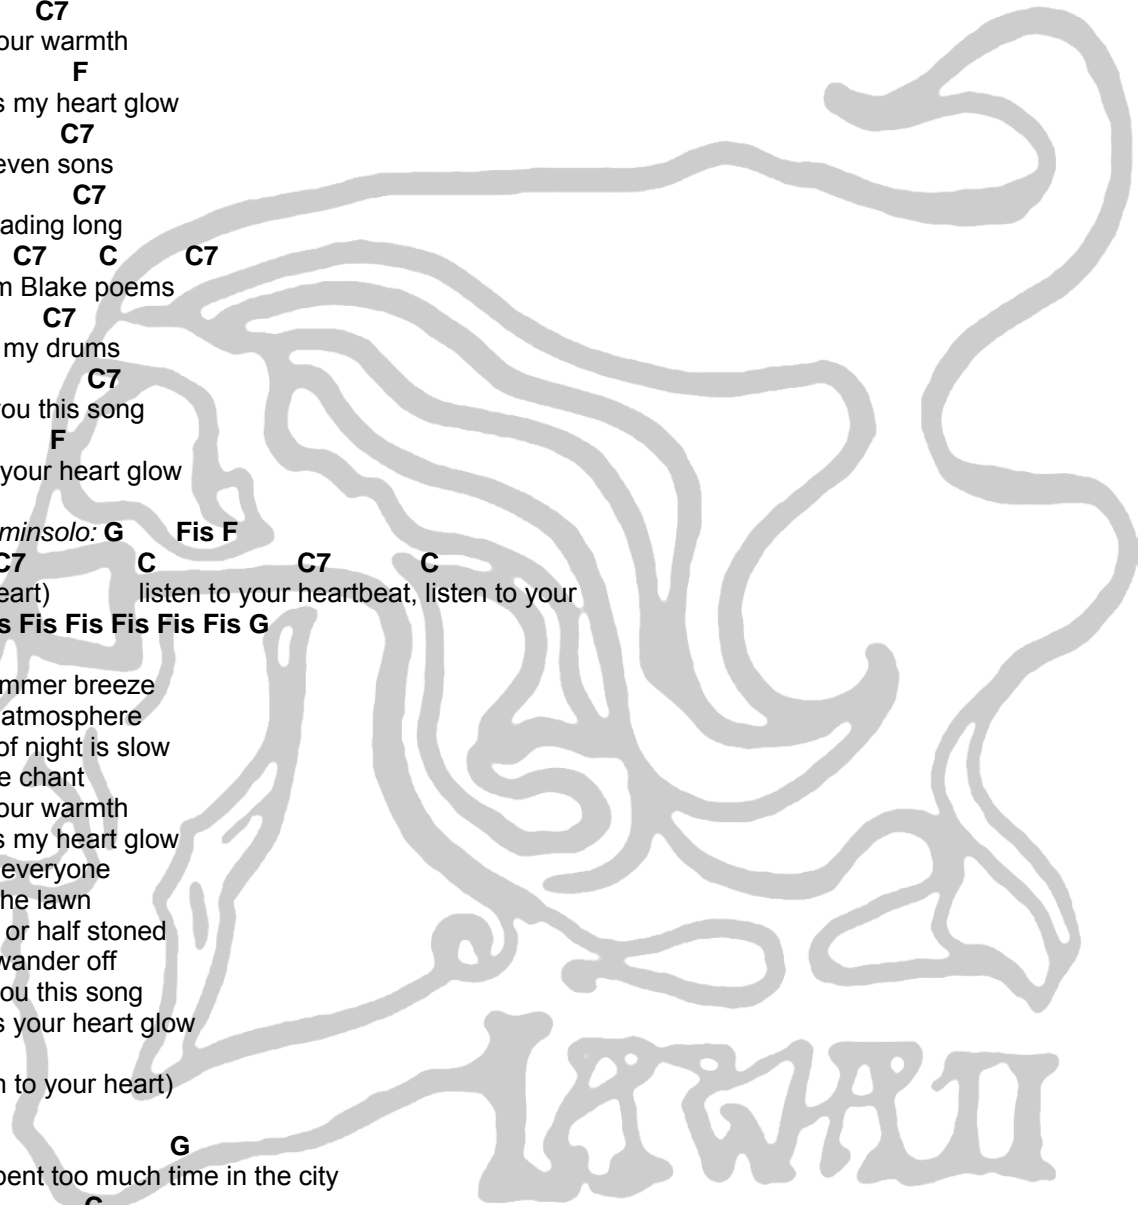 C7
our warmth
F
s my heart glow
C7
even sons
C7
ading long
C7 C C7
m Blake poems
C7
my drums
C7
you this song
F
your heart glow
minsolo: G Fis F
C7 C C7 C
eart) listen to your heartbeat, listen to your
s Fis Fis Fis Fis Fis G
mmer breeze
atmosphere
of night is slow
e chant
our warmth
s my heart glow
everyone
he lawn
or half stoned
wander off
ou this song
s your heart glow
n to your heart)
G
pent too much time in the city
C
LAWAII